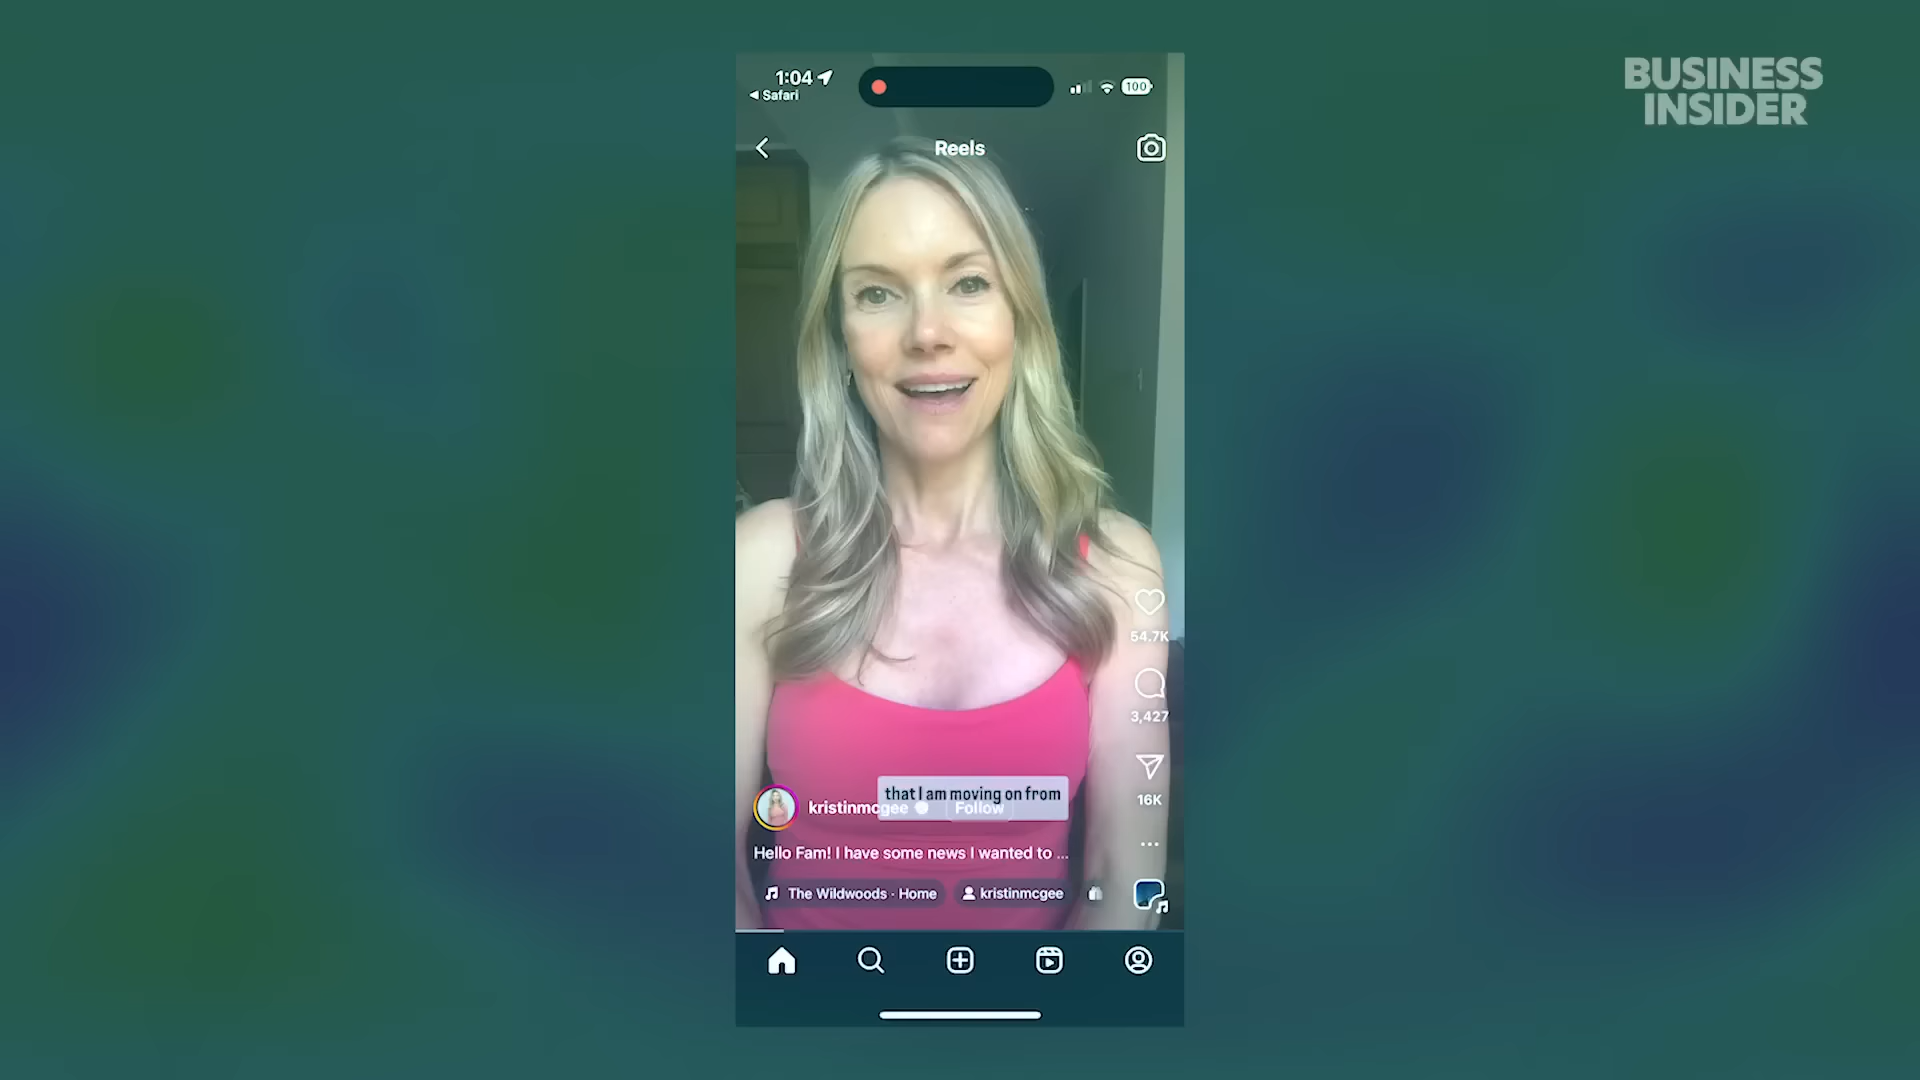 BUSINESS
INSIDER
1:04
Safari
100
Reels
54.7K
3,427
16K
that I am moving on from
kristinmcgee
Follow
Hello Fam! I have some news I wanted to ...
The Wildwoods · Home
kristinmcgee